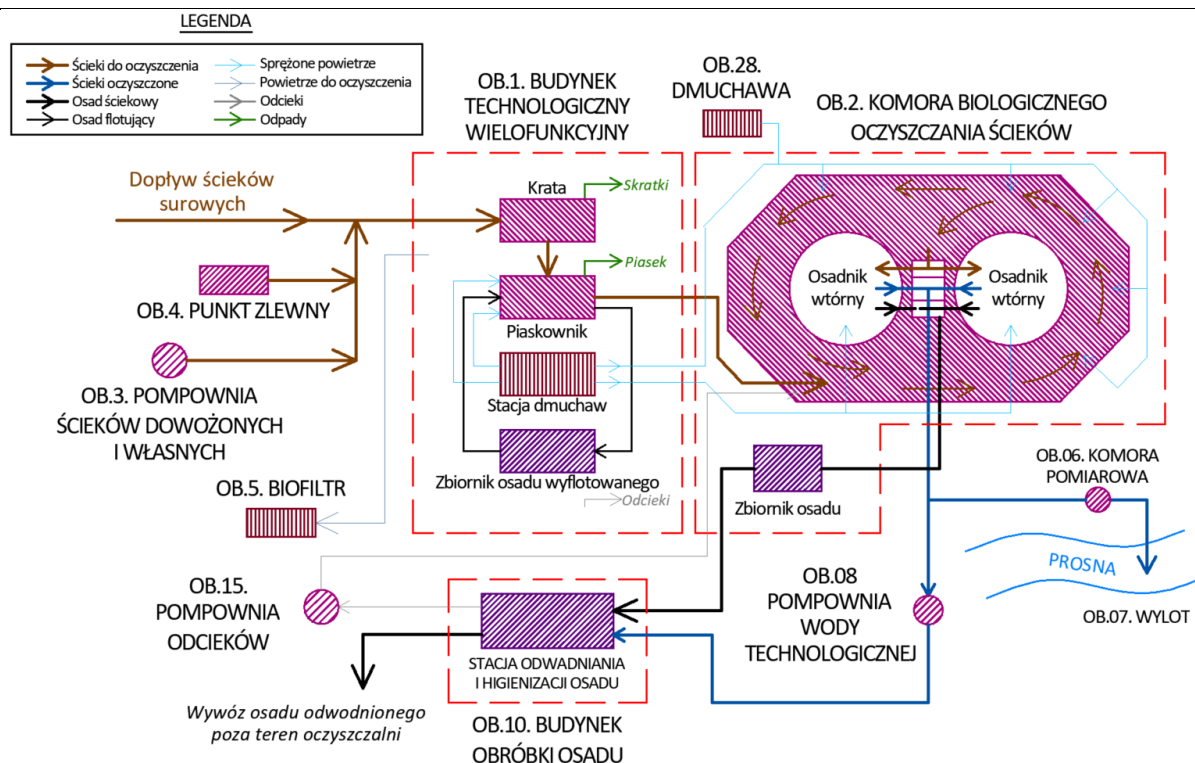 LEGENDA
Ścieki do oczyszczenia
Ścieki oczyszczone
Osad ściekowy
Osad flotujący
Sprężone powietrze
Powietrze do oczyszczenia
Odcieki
Odpady
OB.1. BUDYNEK
TECHNOLOGICZNY
WIELOFUNKCYJNY
OB.28.
DMUCHAWA
OB.2. KOMORA BIOLOGICZNEGO
OCZYSZCZANIA ŚCIEKÓW
Dopływ ścieków
surowych
Krata
Skratki
Piasek
OB.4. PUNKT ZLEWNY
Piaskownik
Osadnik
wtórny
Osadnik
wtórny
OB.3. POMPOWNIA
ŚCIEKÓW DOWOŻONYCH
I WŁASNYCH
Stacja dmuchaw
Zbiornik osadu wyflotowanego
Odcieki
Zbiornik osadu
OB.06. KOMORA
POMIAROWA
OB.5. BIOFILTR
PROSNA
OB.07. WYLOT
OB.15.
POMPOWNIA
ODCIEKÓW
OB.08
POMPOWNIA
WODY
TECHNOLOGICZNEJ
STACJA ODWADNIANIA
I HIGIENIZACJI OSADU
Wywóz osadu odwodnionego
poza teren oczyszczalni
OB.10. BUDYNEK
OBRÓBKI OSADU